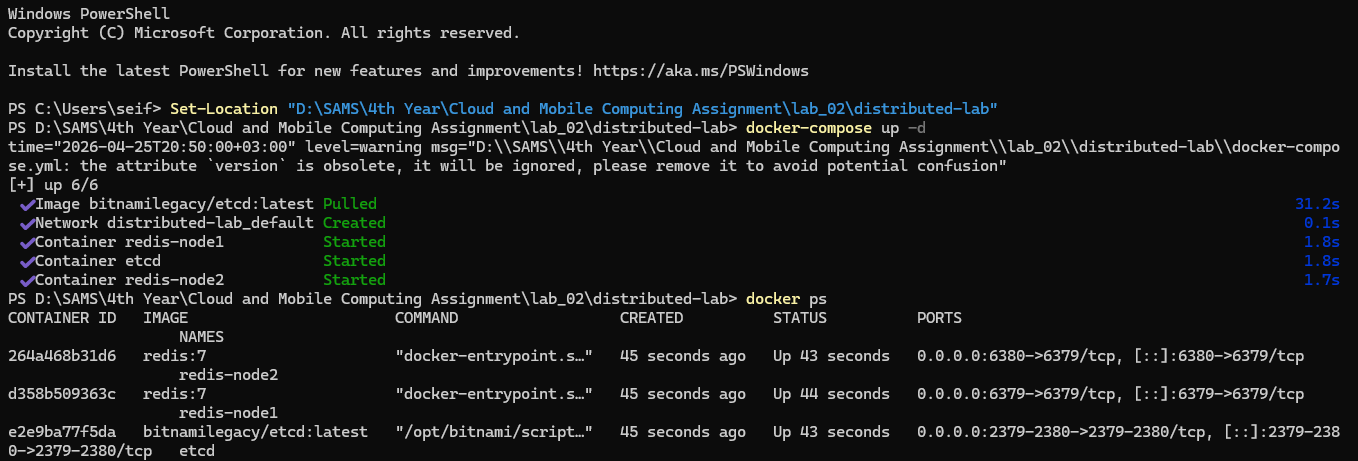 Windows PowerShell
Copyright (C) Microsoft Corporation. All rights reserved.
Install the latest PowerShell for new features and improvements! https://aka.ms/PSWindows
PS C:\Users\seif> Set-Location "D:\SAMS\4th Year\Cloud and Mobile Computing Assignment\lab_02\distributed-lab"
PS D:\SAMS\4th Year\Cloud and Mobile Computing Assignment\lab_02\distributed-lab> docker-compose up -d
time="2026-04-25T20:50:00+03:00" level=warning msg="D:\\SAMS\\4th Year\\Cloud and Mobile Computing Assignment\\lab_02\\distributed-lab\\docker-compo
se.yml: the attribute `version` is obsolete, it will be ignored, please remove it to avoid potential confusion"
[+] up 6/6
✔Image bitnamilegacy/etcd:latest Pulled 31.2s
✔Network distributed-lab_default Created 0.1s
✔Container redis-node1 Started 1.8s
✔Container etcd Started 1.8s
✔Container redis-node2 Started 1.7s
PS D:\SAMS\4th Year\Cloud and Mobile Computing Assignment\lab_02\distributed-lab> docker ps
CONTAINER ID IMAGE COMMAND CREATED STATUS PORTS
NAMES
264a468b31d6 redis:7 "docker-entrypoint.s…" 45 seconds ago Up 43 seconds 0.0.0.0:6380->6379/tcp, [::]:6380->6379/tcp
redis-node2
d358b509363c redis:7 "docker-entrypoint.s…" 45 seconds ago Up 44 seconds 0.0.0.0:6379->6379/tcp, [::]:6379->6379/tcp
redis-node1
e2e9ba77f5da bitnamilegacy/etcd:latest "/opt/bitnami/script…" 45 seconds ago Up 43 seconds 0.0.0.0:2379-2380->2379-2380/tcp, [::]:2379-238
0->2379-2380/tcp etcd